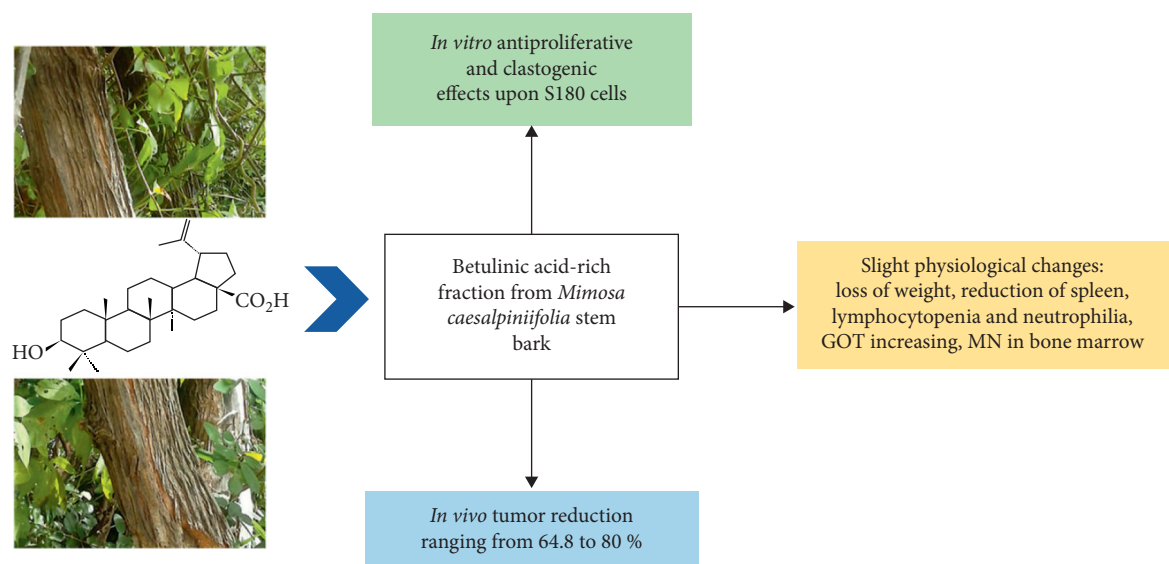 In vitro antiproliferative
and clastogenic
effects upon S180 cells
CO₂H
HO
Betulinic acid-rich
fraction from Mimosa
caesalpiniifolia stem
bark
Slight physiological changes:
loss of weight, reduction of spleen,
lymphocytopenia and neutrophilia,
GOT increasing, MN in bone marrow
In vivo tumor reduction
ranging from 64.8 to 80 %